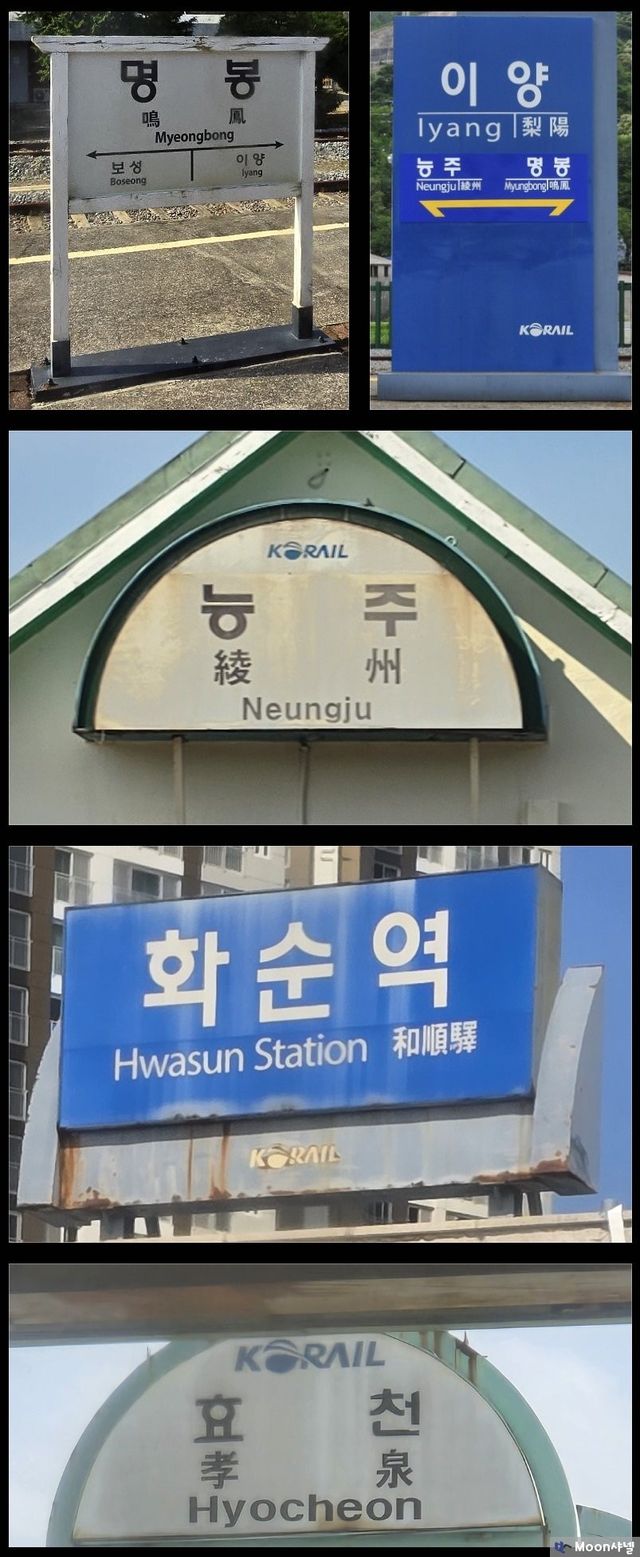 명 봉
鳴 鳳
Myeongbong
보성 이양
Boseong Iyang
이 양
Iyang 梨陽
능주 명봉
Neungju 綾州 Myungbong 鳴鳳
KORAIL
KORAIL
능 주
綾 州
Neungju
화순역
Hwasun Station 和順驛
KORAIL
KORAIL
효 천
孝 泉
Hyocheon
Moon샤넬